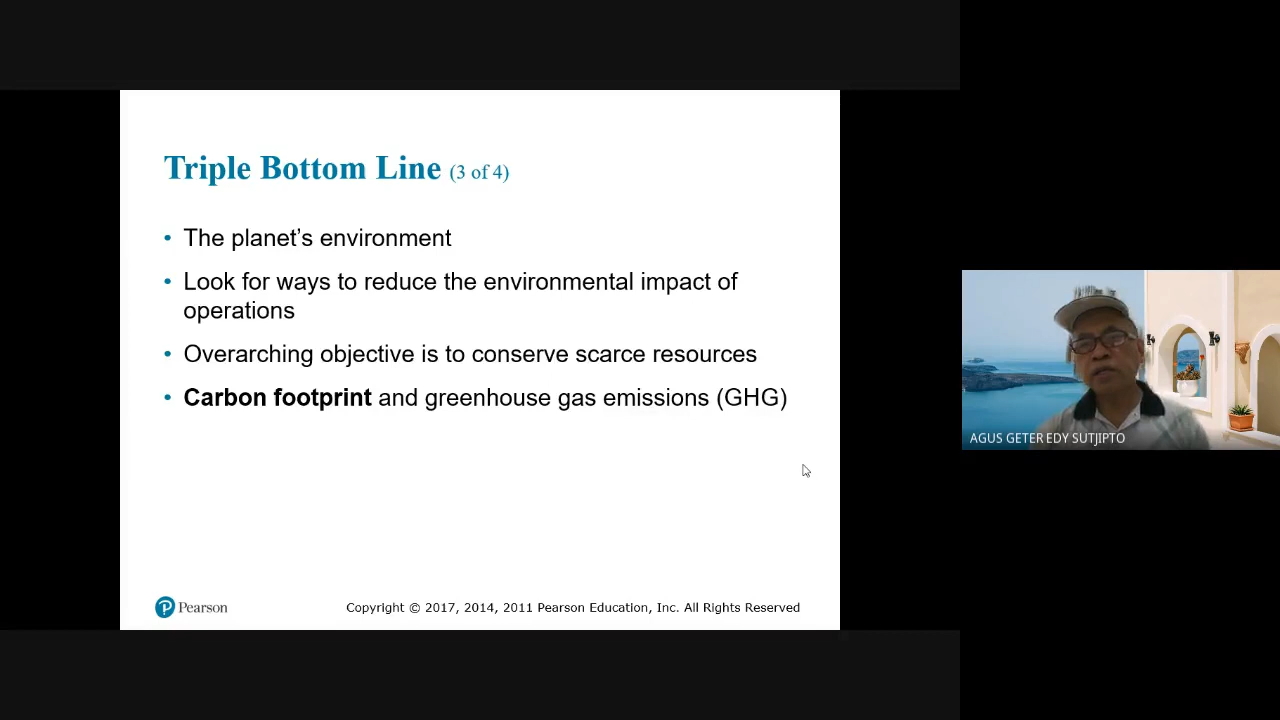 Triple Bottom Line (3 of 4)
• The planet’s environment
• Look for ways to reduce the environmental impact of
operations
• Overarching objective is to conserve scarce resources
• Carbon footprint and greenhouse gas emissions (GHG)
AGUS GETER EDY SUTJIPTO
Pearson
Copyright © 2017, 2014, 2011 Pearson Education, Inc. All Rights Reserved